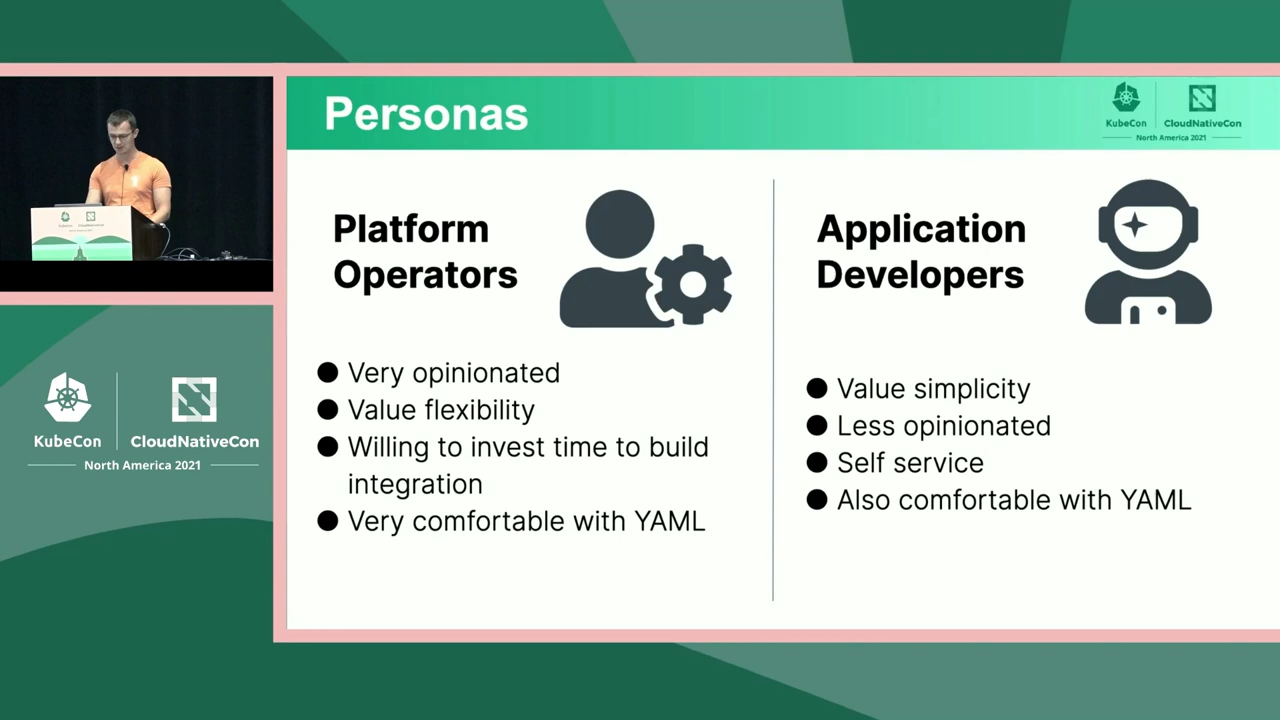 Personas
KubeCon
CloudNativeCon
North America 2021
Platform
Operators
● Very opinionated
● Value flexibility
● Willing to invest time to build
integration
● Very comfortable with YAML
Application
Developers
● Value simplicity
● Less opinionated
● Self service
● Also comfortable with YAML
KubeCon
CloudNativeCon
North America 2021